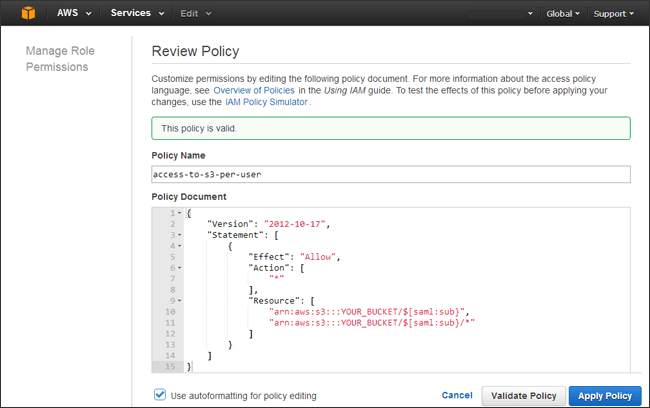 AWS Services Edit Global Support
Manage Role
Permissions
Review Policy
Customize permissions by editing the following policy document. For more information about the access policy
language, see Overview of Policies in the Using IAM guide. To test the effects of this policy before applying your
changes, use the IAM Policy Simulator.
This policy is valid.
Policy Name
access-to-s3-per-user
Policy Document
1 {
2 "Version": "2012-10-17",
3 "Statement": [
4 {
5 "Effect": "Allow",
6 "Action": [
7 "*"
8 ],
9 "Resource": [
10 "arn:aws:s3:::YOUR_BUCKET/${saml:sub}",
11 "arn:aws:s3:::YOUR_BUCKET/${saml:sub}/*"
12 ]
13 }
14 ]
15 }
Use autoformatting for policy editing Cancel Validate Policy Apply Policy